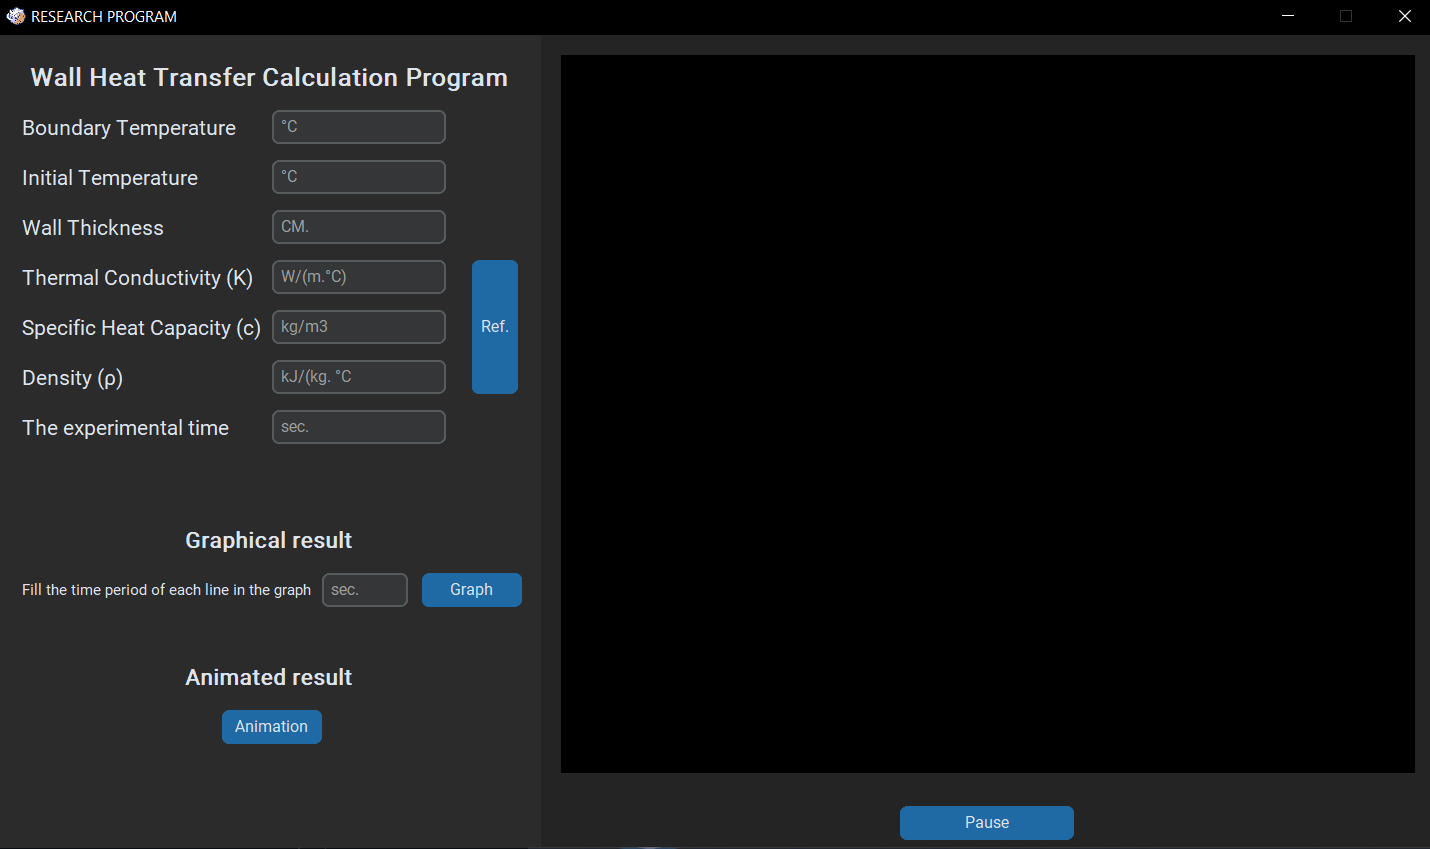 RESEARCH PROGRAM
Wall Heat Transfer Calculation Program
Boundary Temperature °C
Initial Temperature °C
Wall Thickness CM.
Thermal Conductivity (K) W/(m.°C)
Specific Heat Capacity (c) kg/m3 Ref.
Density (ρ) kJ/(kg. °C
The experimental time sec.
Graphical result
Fill the time period of each line in the graph sec. Graph
Animated result
Animation
Pause